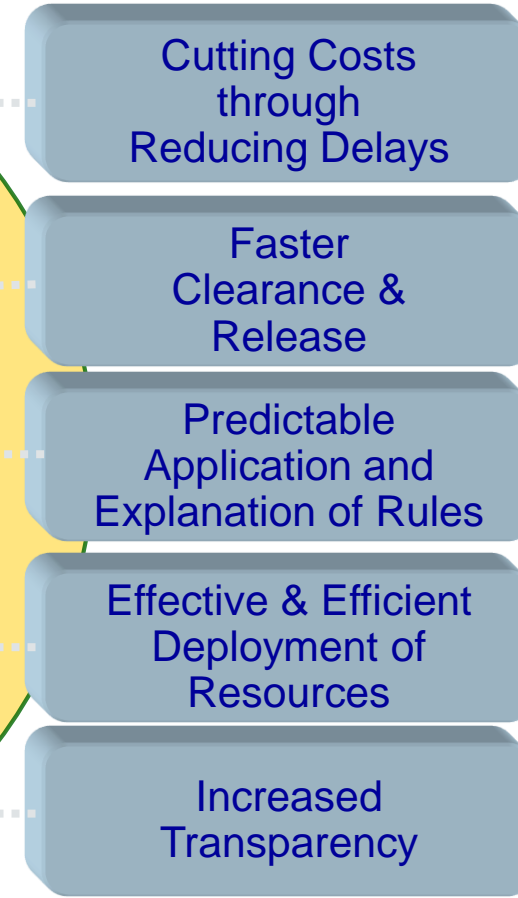 Cutting Costs
through
Reducing Delays
Faster
Clearance &
Release
Predictable
Application and
Explanation of Rules
Effective & Efficient
Deployment of
Resources
Increased
Transparency